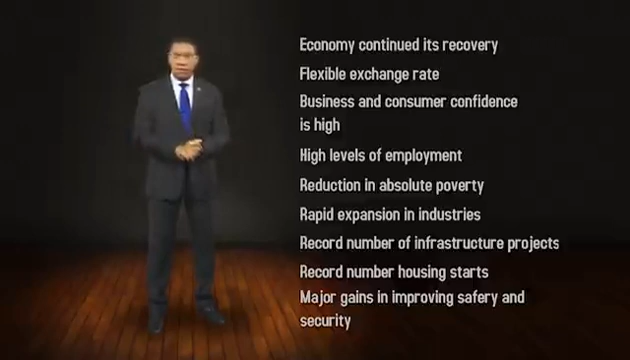 Economy continued its recovery
Flexible exchange rate
Business and consumer confidence
is high
High levels of employment
Reduction in absolute poverty
Rapid expansion in industries
Record number of infrastructure projects
Record number housing starts
Major gains in improving safery and
security